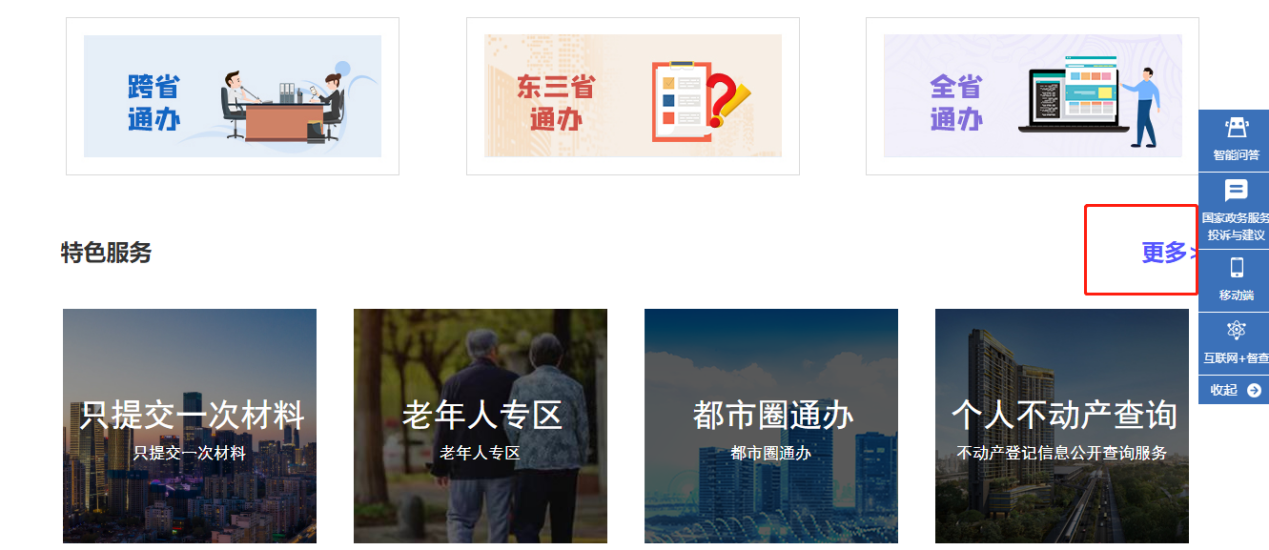 跨省
通办
东三省
通办
全省
通办
智能问答
国家政务服务
投诉与建议
移动端
互联网+督查
收起
特色服务
更多>
只提交一次材料
只提交一次材料
老年人专区
老年人专区
都市圈通办
都市圈通办
个人不动产查询
不动产登记信息公开查询服务